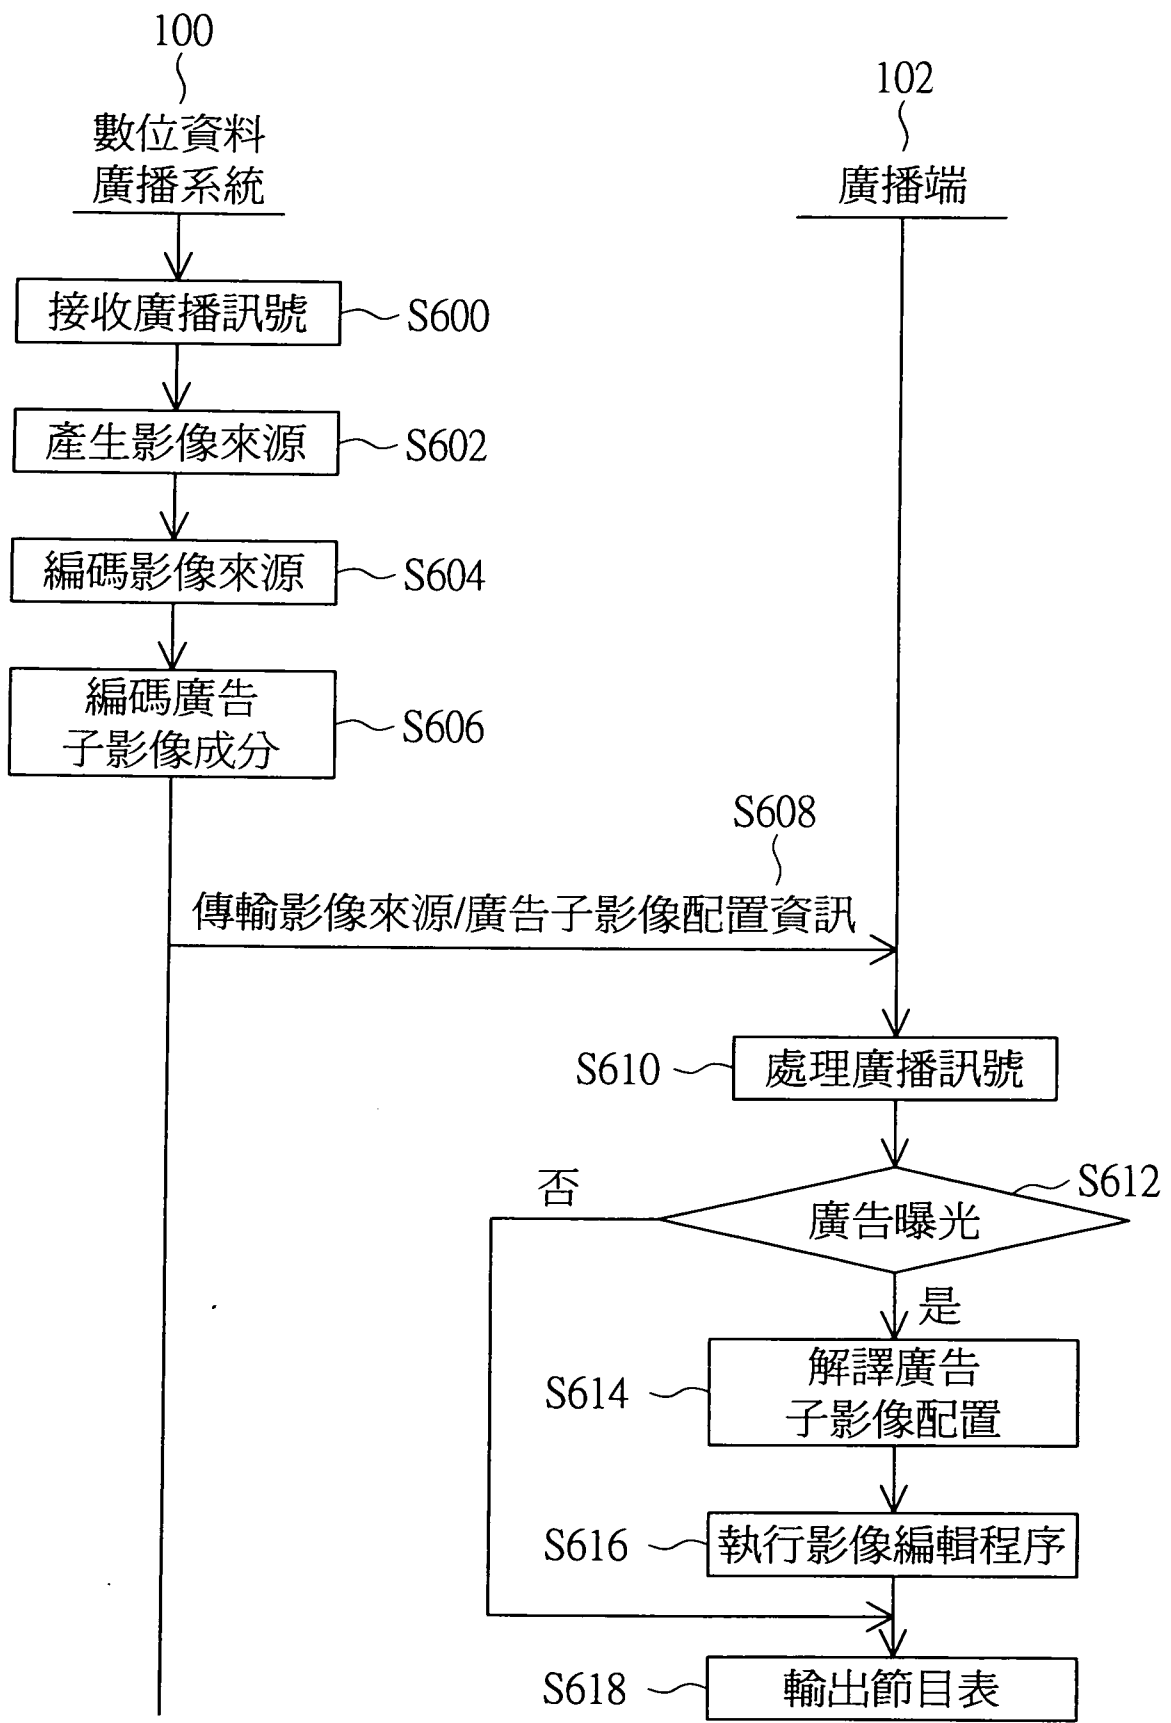 100
數位資料
廣播系統
102
廣播端
接收廣播訊號
S600
產生影像來源
S602
編碼影像來源
S604
編碼廣告
子影像成分
S606
S608
傳輸影像來源/廣告子影像配置資訊
S610
處理廣播訊號
否
S612
廣告曝光
是
S614
解譯廣告
子影像配置
S616
執行影像編輯程序
S618
輸出節目表